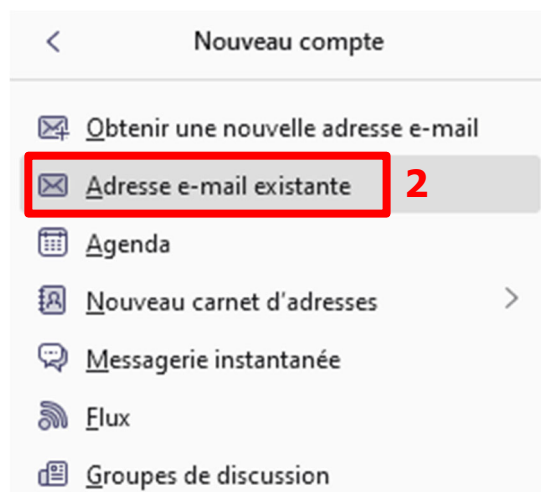 Nouveau compte
Obtenir une nouvelle adresse e-mail
Adresse e-mail existante 2
Agenda
Nouveau carnet d'adresses
Messagerie instantanée
Flux
Groupes de discussion